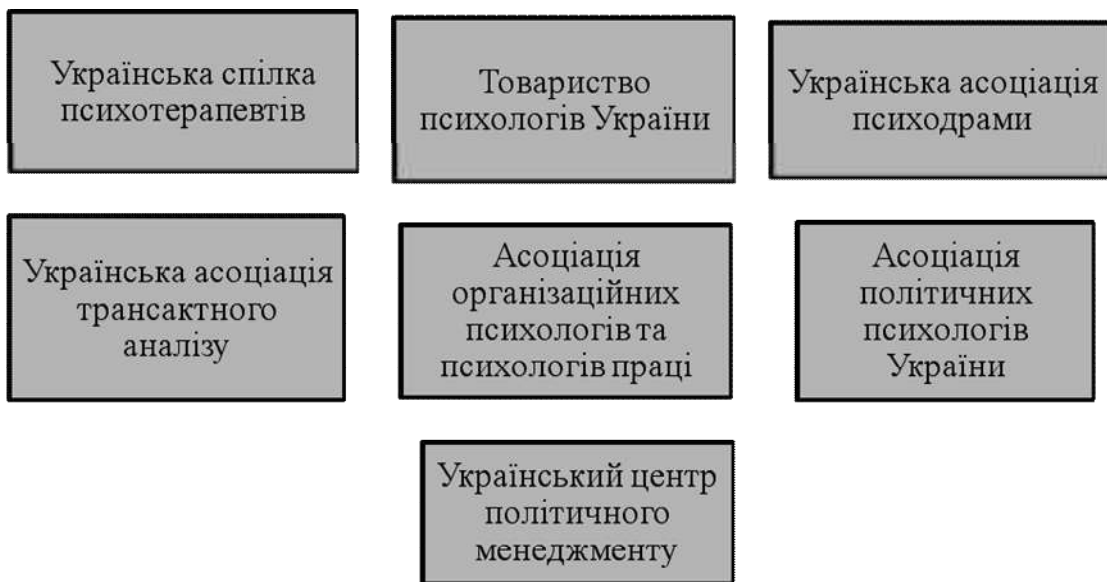 Українська спілка
психотерапевтів
Товариство
психологів України
Українська асоціація
психодрами
Українська асоціація
трансактного
аналізу
Асоціація
організаційних
психологів та
психологів праці
Асоціація
політичних
психологів
України
Український центр
політичного
менеджменту